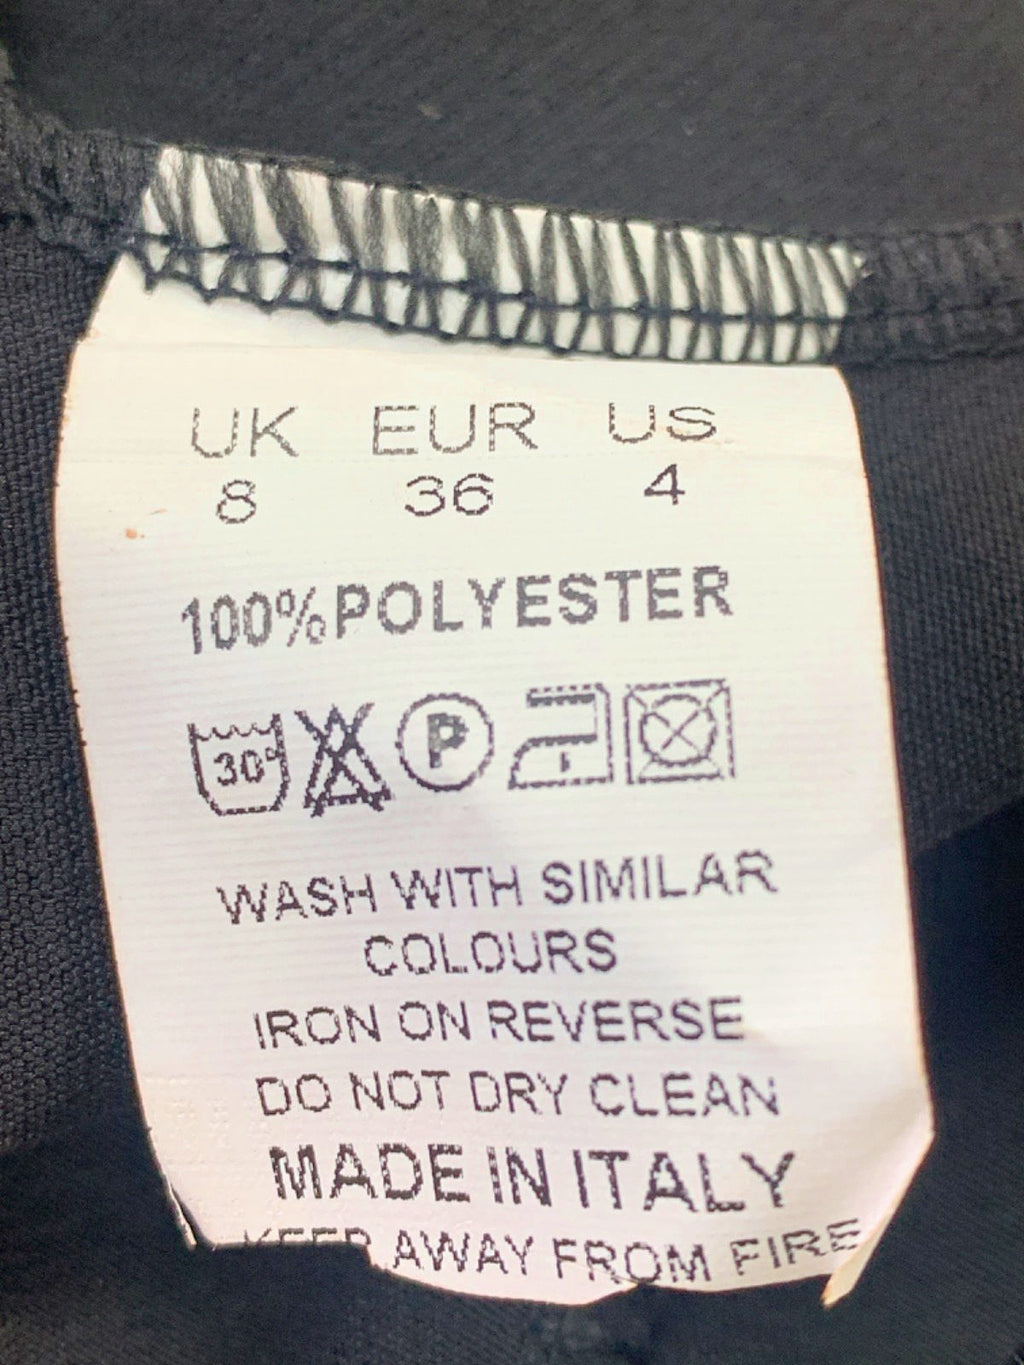 UK EUR US
8 36 4
100%POLYESTER
30° P
WASH WITH SIMILAR
COLOURS
IRON ON REVERSE
DO NOT DRY CLEAN
MADE IN ITALY
KEEP AWAY FROM FIRE